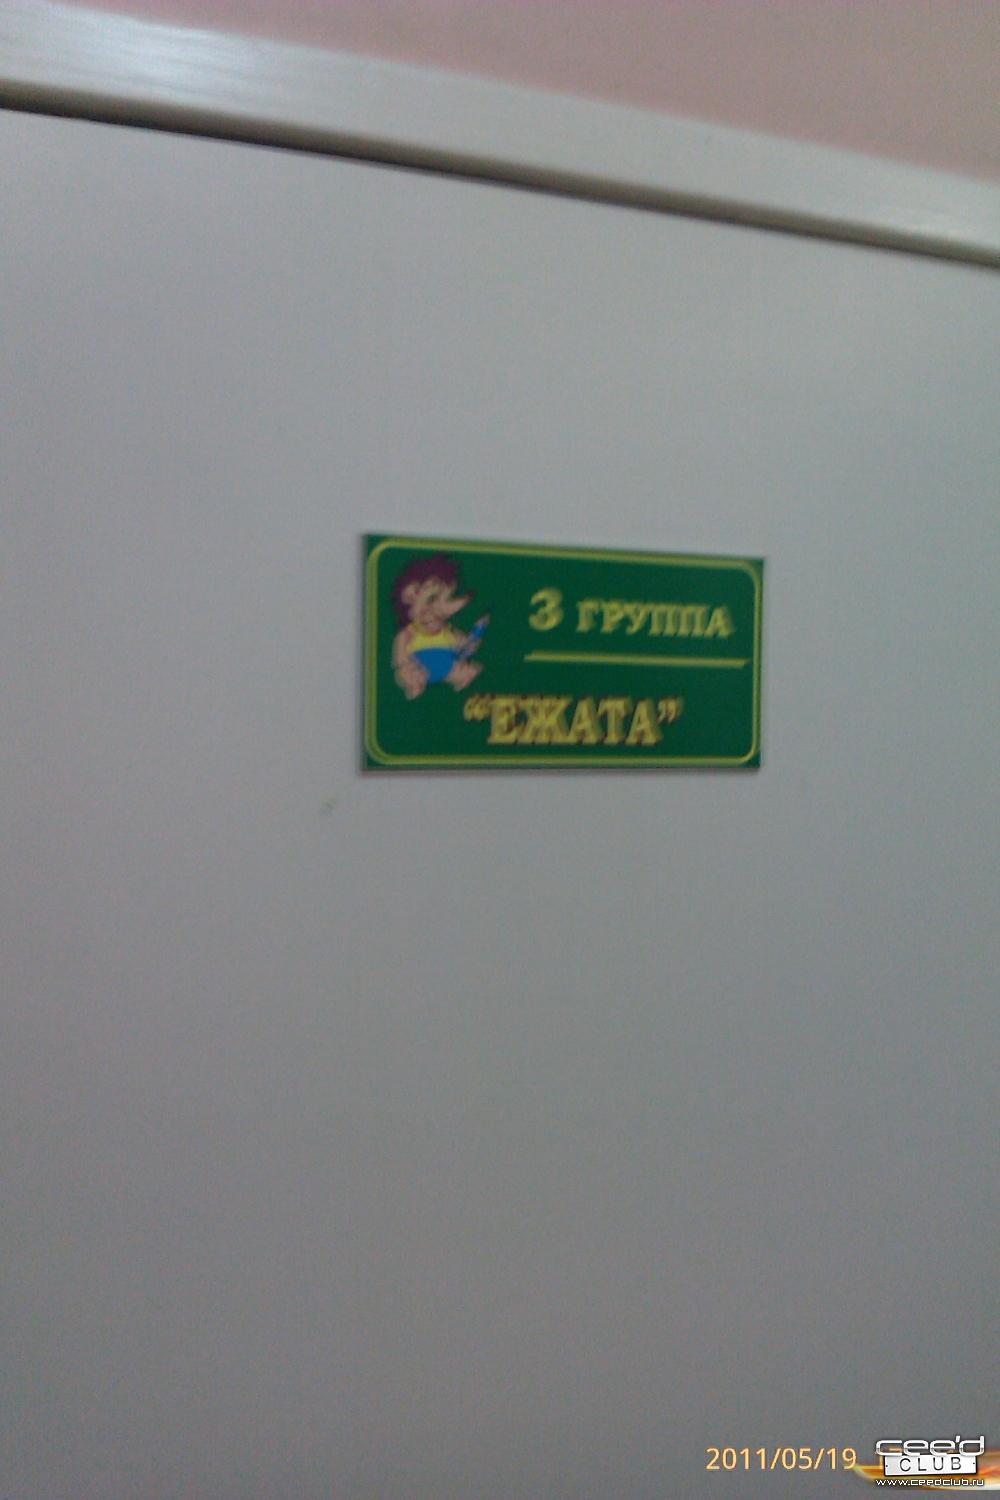 3 ГРУППА
“ЕЖАТА”
2011/05/19
cee'd
CLUB
www.ceedclub.ru